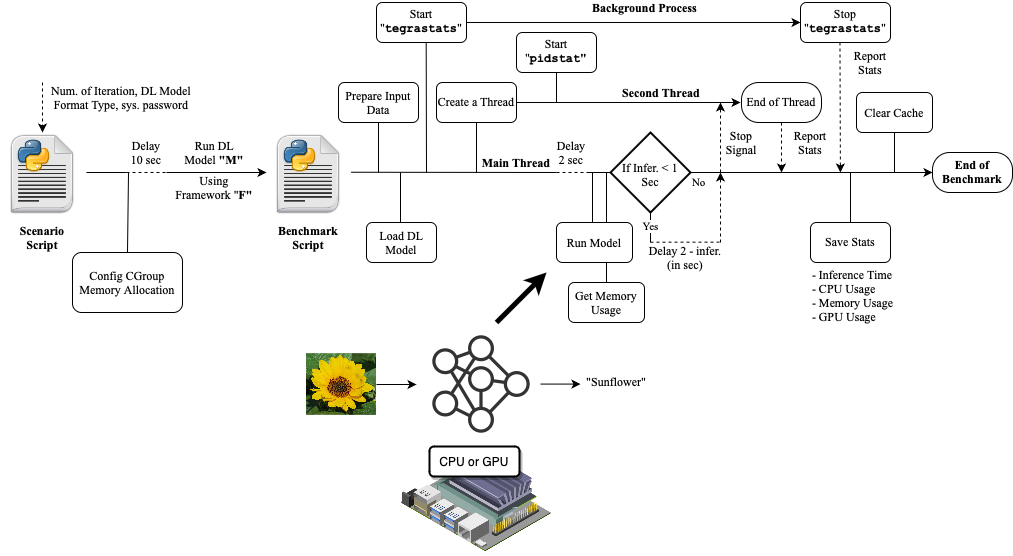 Start
"tegrastats"
Background Process
Stop
"tegrastats"
Start
"pidstat"
Report
Stats
Num. of Iteration, DL Model
Format Type, sys. password
Prepare Input
Data
Create a Thread
Second Thread
End of Thread
Clear Cache
Delay
10 sec
Run DL
Model "M"
Using
Framework "F"
Main Thread
Delay
2 sec
If Infer. < 1
Sec
No
Yes
Stop
Signal
Report
Stats
End of
Benchmark
Scenario
Script
Benchmark
Script
Load DL
Model
Run Model
Delay 2 - infer.
(in sec)
Save Stats
Config CGroup
Memory Allocation
Get Memory
Usage
- Inference Time
- CPU Usage
- Memory Usage
- GPU Usage
"Sunflower"
CPU or GPU